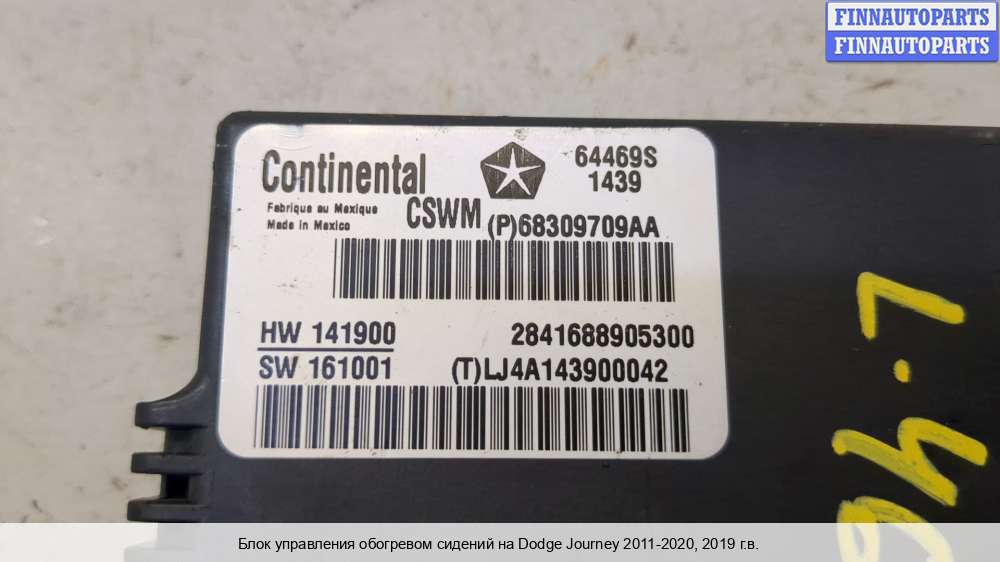 FINNAUTOPARTS
FINNAUTOPARTS
Continental
64469S
1439
Fabrique au Mexique
Made in Mexico
CSWM
(P)68309709AA
HW 141900
2841688905300
SW 161001
(T)LJ4A143900042
Блок управления обогревом сидений на Dodge Journey 2011-2020, 2019 г.в.